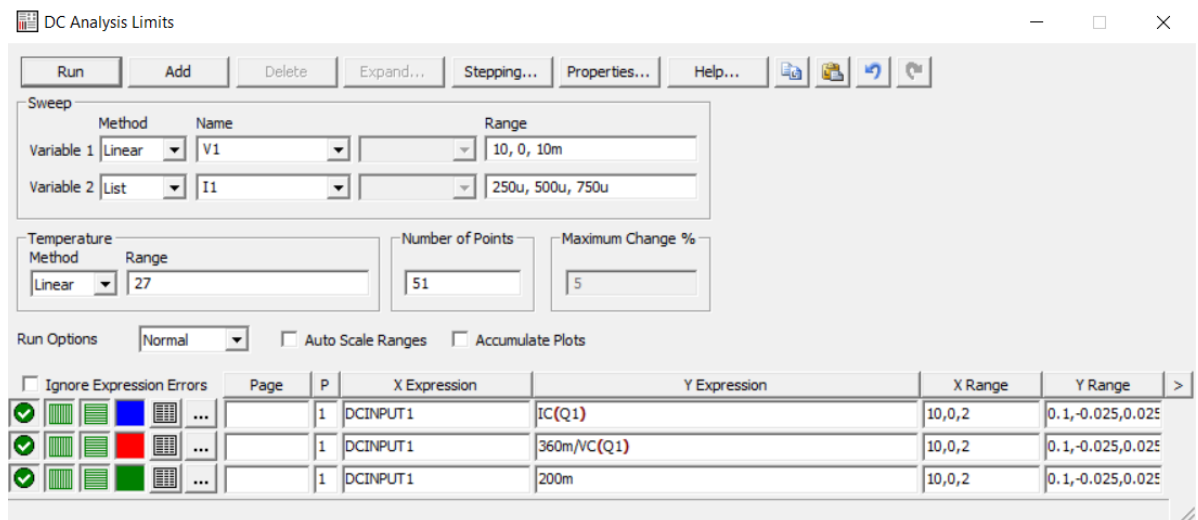 DC Analysis Limits
Run Add Delete Expand... Stepping... Properties... Help...
Sweep
Method Name Range
Variable 1 Linear V1 10, 0, 10m
Variable 2 List I1 250u, 500u, 750u
Temperature Number of Points Maximum Change %
Method Range
Linear 27 51 5
Run Options Normal Auto Scale Ranges Accumulate Plots
Ignore Expression Errors Page P X Expression Y Expression X Range Y Range >
... 1 DCINPUT1 IC(Q1) 10,0,2 0.1,-0.025,0.025
... 1 DCINPUT1 360m/VC(Q1) 10,0,2 0.1,-0.025,0.025
... 1 DCINPUT1 200m 10,0,2 0.1,-0.025,0.025